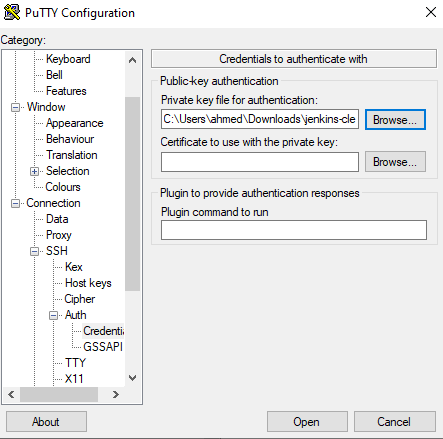 PuTTY Configuration
Category:
Keyboard
Bell
Features
Window
Appearance
Behaviour
Translation
Selection
Colours
Connection
Data
Proxy
SSH
Kex
Host keys
Cipher
Auth
Credentia
GSSAPI
TTY
X11
Credentials to authenticate with
Public-key authentication
Private key file for authentication:
C:\Users\ahmed\Downloads\jenkins-cle
Browse...
Certificate to use with the private key:
Browse...
Plugin to provide authentication responses
Plugin command to run
About
Open
Cancel